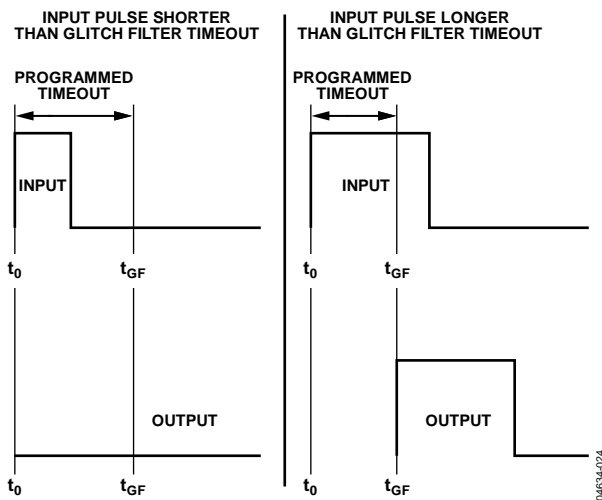 INPUT PULSE SHORTER
THAN GLITCH FILTER TIMEOUT
PROGRAMMED
TIMEOUT
INPUT
t0
tGF
OUTPUT
t0
tGF
INPUT PULSE LONGER
THAN GLITCH FILTER TIMEOUT
PROGRAMMED
TIMEOUT
INPUT
t0
tGF
OUTPUT
t0
tGF
04634-024